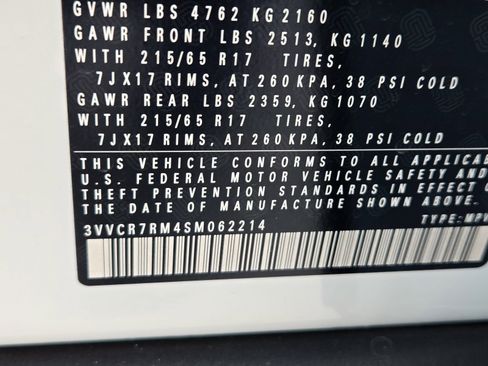 GVWR LBS 4762 KG 2160
GAWR FRONT LBS 2513, KG 1140
WITH 215/65 R17 TIRES,
7JX17 RIMS, AT 260 KPA, 38 PSI COLD
GAWR REAR LBS 2359, KG 1070
WITH 215/65 R17 TIRES,
7JX17 RIMS, AT 260 KPA, 38 PSI COLD
THIS VEHICLE CONFORMS TO ALL APPLICAB
U.S. FEDERAL MOTOR VEHICLE SAFETY AND
THEFT PREVENTION STANDARDS IN EFFECT O
THE DATE OF MANUFACTURE SHOWN ABOVE.
3VVCR7RM4SM062214 TYPE: MPV